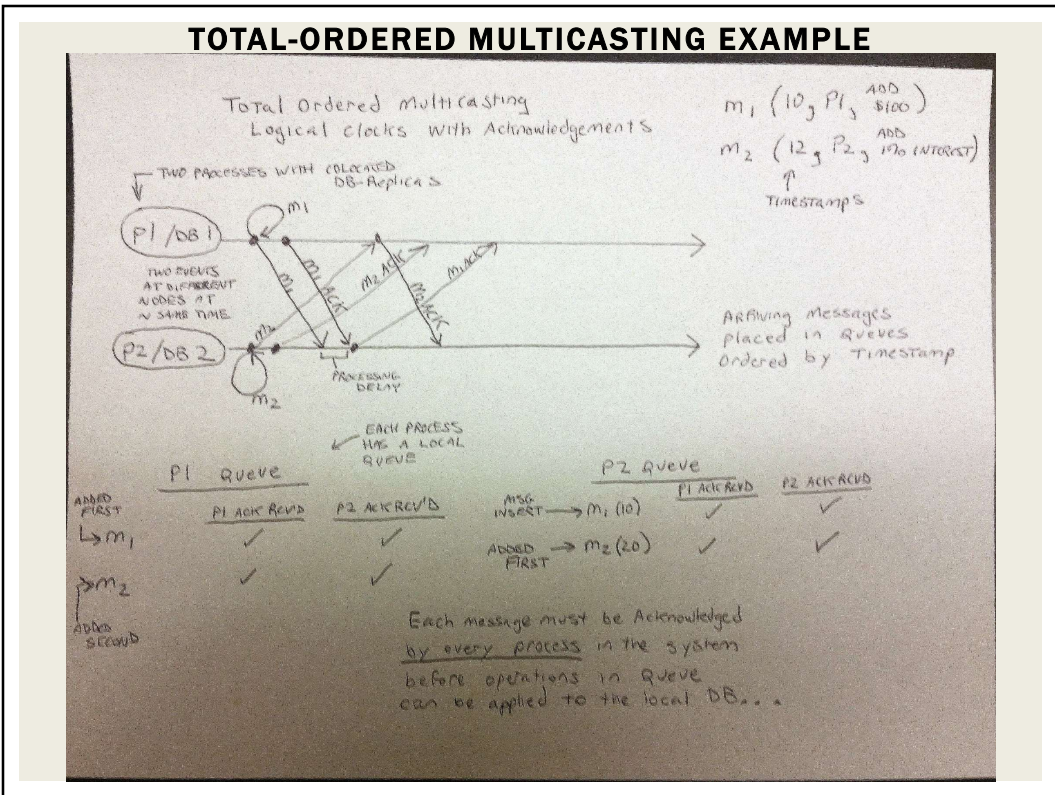 TOTAL-ORDERED MULTICASTING EXAMPLE
Total Ordered Multicasting
Logical Clocks With Acknowledgements
m1 (10, P1, ADD $100)
m2 (12, P2, ADD 1% INTEREST)
TimeSTampS
TWO PROCESSES WITH COLOCATED
DB-Replicas
m1
P1/DB1
TWO EVENTS
AT DIFFERENT
NODES AT
~ SAME TIME
m1
m1 ACK
m2 ACK
m2 ACK
m1 ACK
m2
P2/DB2
m2
PROCESSING
DELAY
ARRIVING Messages
placed in Queues
Ordered by TimeSTamp
EACH PROCESS
HAS A LOCAL
QUEUE
P1 Queue
P1 ACK RCV'D
P2 ACK RCV'D
ADDED
FIRST
m1
m2
ADDED
SECOND
P2 Queue
P1 ACK RCVD
P2 ACK RCVD
MSG
INSERT
m1 (10)
ADDED
FIRST
m2 (20)
Each message must be Acknowledged
by every process in the system
before operations in Queue
can be applied to the local DB...